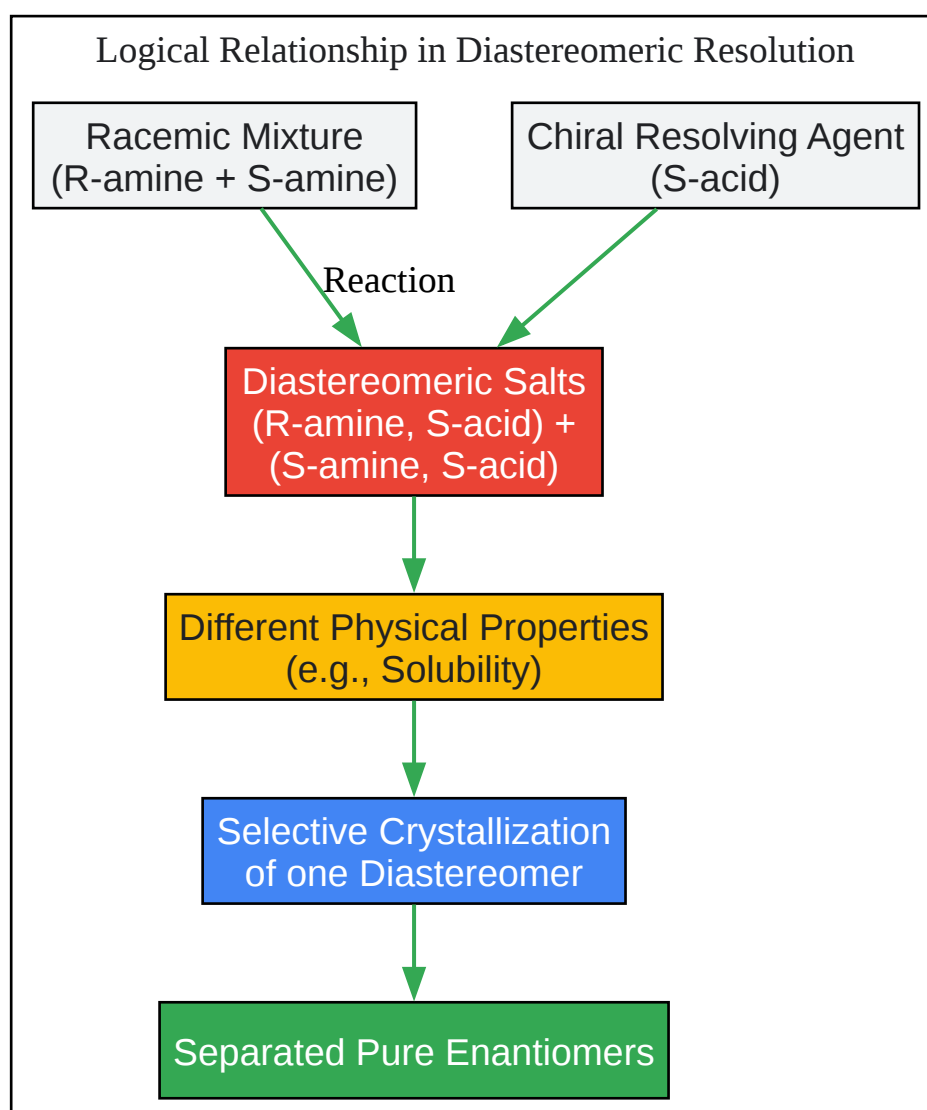 Logical Relationship in Diastereomeric Resolution
Racemic Mixture
(R-amine + S-amine)
Chiral Resolving Agent
(S-acid)
Reaction
Diastereomeric Salts
(R-amine, S-acid) +
(S-amine, S-acid)
Different Physical Properties
(e.g., Solubility)
Selective Crystallization
of one Diastereomer
Separated Pure Enantiomers